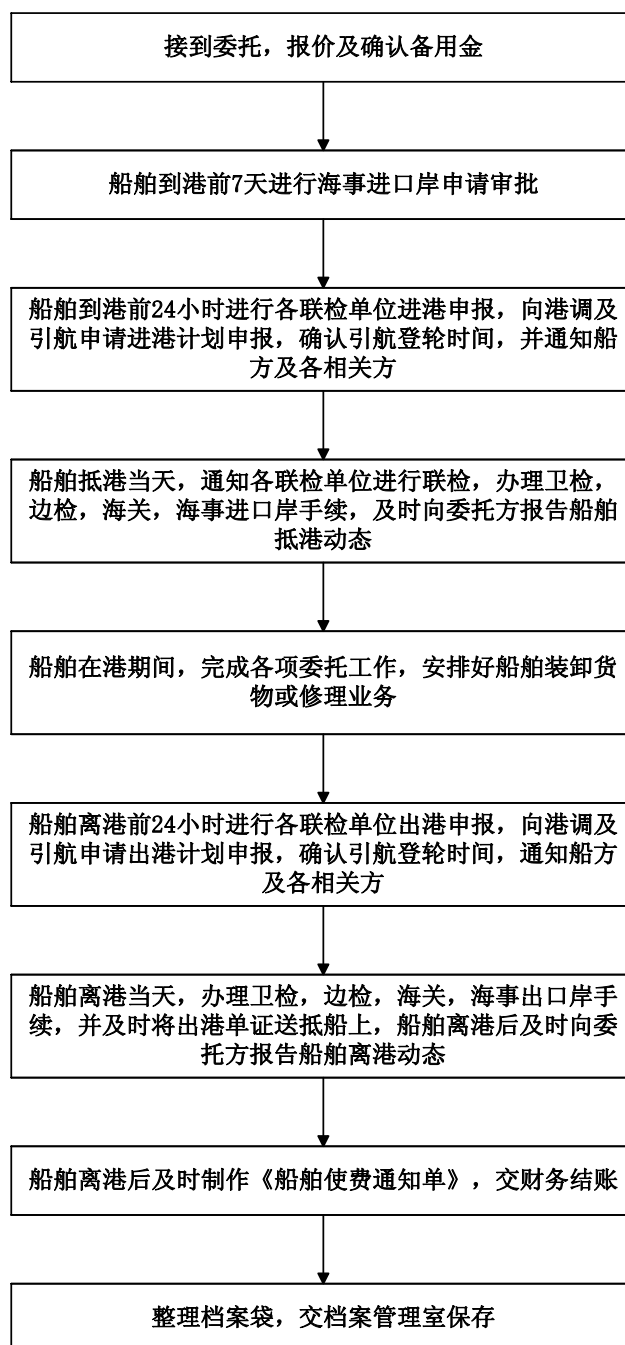 接到委托，报价及确认备用金
船舶到港前7天进行海事进口岸申请审批
船舶到港前24小时进行各联检单位进港申报，向港调及
引航申请进港计划申报，确认引航登轮时间，并通知船
方及各相关方
船舶抵港当天，通知各联检单位进行联检，办理卫检，
边检，海关，海事进口岸手续，及时向委托方报告船舶
抵港动态
船舶在港期间，完成各项委托工作，安排好船舶装卸货
物或修理业务
船舶离港前24小时进行各联检单位出港申报，向港调及
引航申请出港计划申报，确认引航登轮时间，通知船方
及各相关方
船舶离港当天，办理卫检，边检，海关，海事出口岸手
续，并及时将出港单证送抵船上，船舶离港后及时向委
托方报告船舶离港动态
船舶离港后及时制作《船舶使费通知单》，交财务结账
整理档案袋，交档案管理室保存